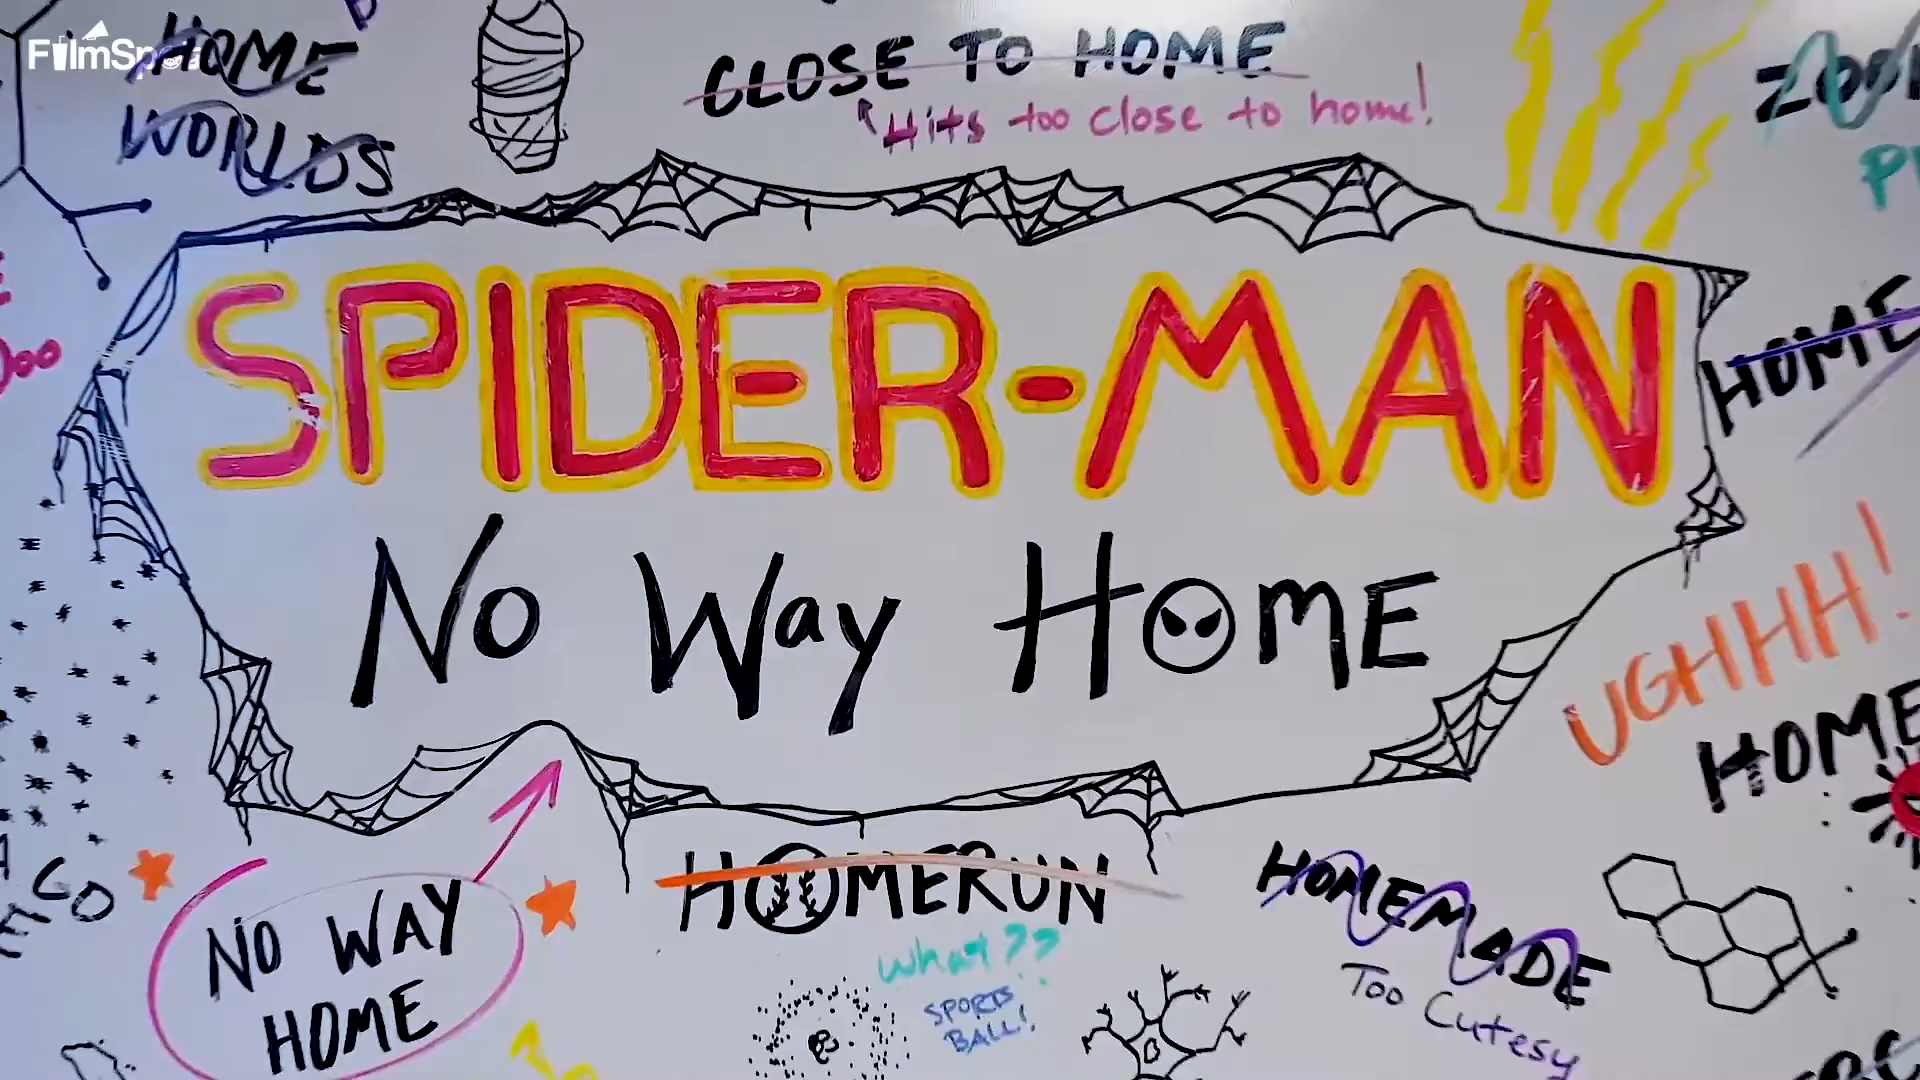 FilmSpot
HOME
WORLDS
CLOSE TO HOME
Hits too close to home!
SPIDER-MAN
No Way HOME
HOME
UGHHH!
HOME
NO WAY
HOME
HOMERUN
What??
SPORTS
BALL!
HOMEMADE
Too Cutesy